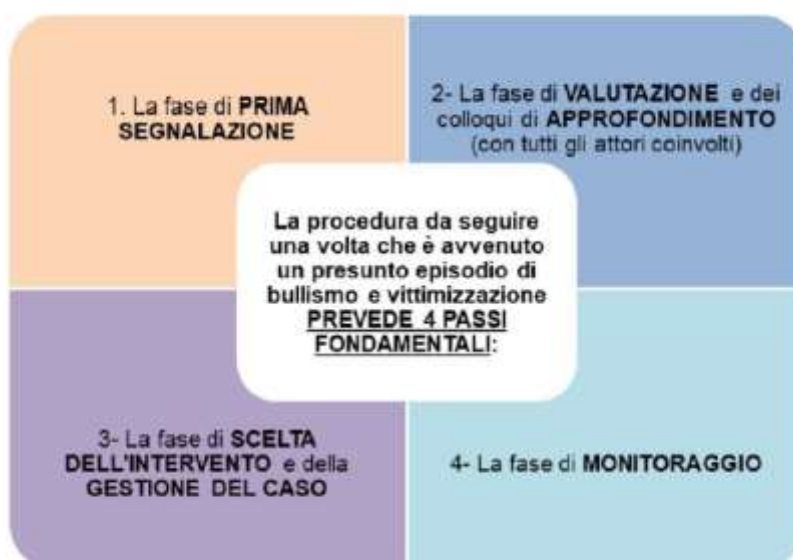 1. La fase di PRIMA
SEGNALAZIONE
2- La fase di VALUTAZIONE e dei
colloqui di APPROFONDIMENTO
(con tutti gli attori coinvolti)
La procedura da seguire
una volta che è avvenuto
un presunto episodio di
bullismo e vittimizzazione
PREVEDE 4 PASSI
FONDAMENTALI:
3- La fase di SCELTA
DELL'INTERVENTO e della
GESTIONE DEL CASO
4- La fase di MONITORAGGIO